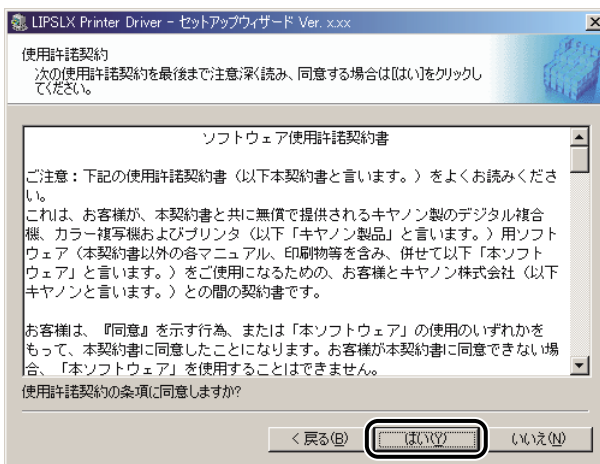 LIPSLX Printer Driver - セットアップウィザード Ver. x.xx
使用許諾契約
次の使用許諾契約を最後まで注意深く読み、同意する場合は[はい]をクリックし
てください。
ソフトウェア使用許諾契約書
ご注意：下記の使用許諾契約書（以下本契約書と言います。）をよくお読みくださ
い。
これは、お客様が、本契約書と共に無償で提供されるキヤノン製のデジタル複合
機、カラー複写機およびプリンタ（以下「キヤノン製品」と言います。）用ソフト
ウェア（本契約書以外の各マニュアル、印刷物等を含み、併せて以下「本ソフト
ウェア」と言います。）をご使用になるための、お客様とキヤノン株式会社（以下
キヤノンと言います。）との間の契約書です。
お客様は、『同意』を示す行為、または「本ソフトウェア」の使用のいずれかを
もって、本契約書に同意したことになります。お客様が本契約書に同意できない場
合、「本ソフトウェア」を使用することはできません。
使用許諾契約の条項に同意しますか?
< 戻る(B)
はい(Y)
いいえ(N)